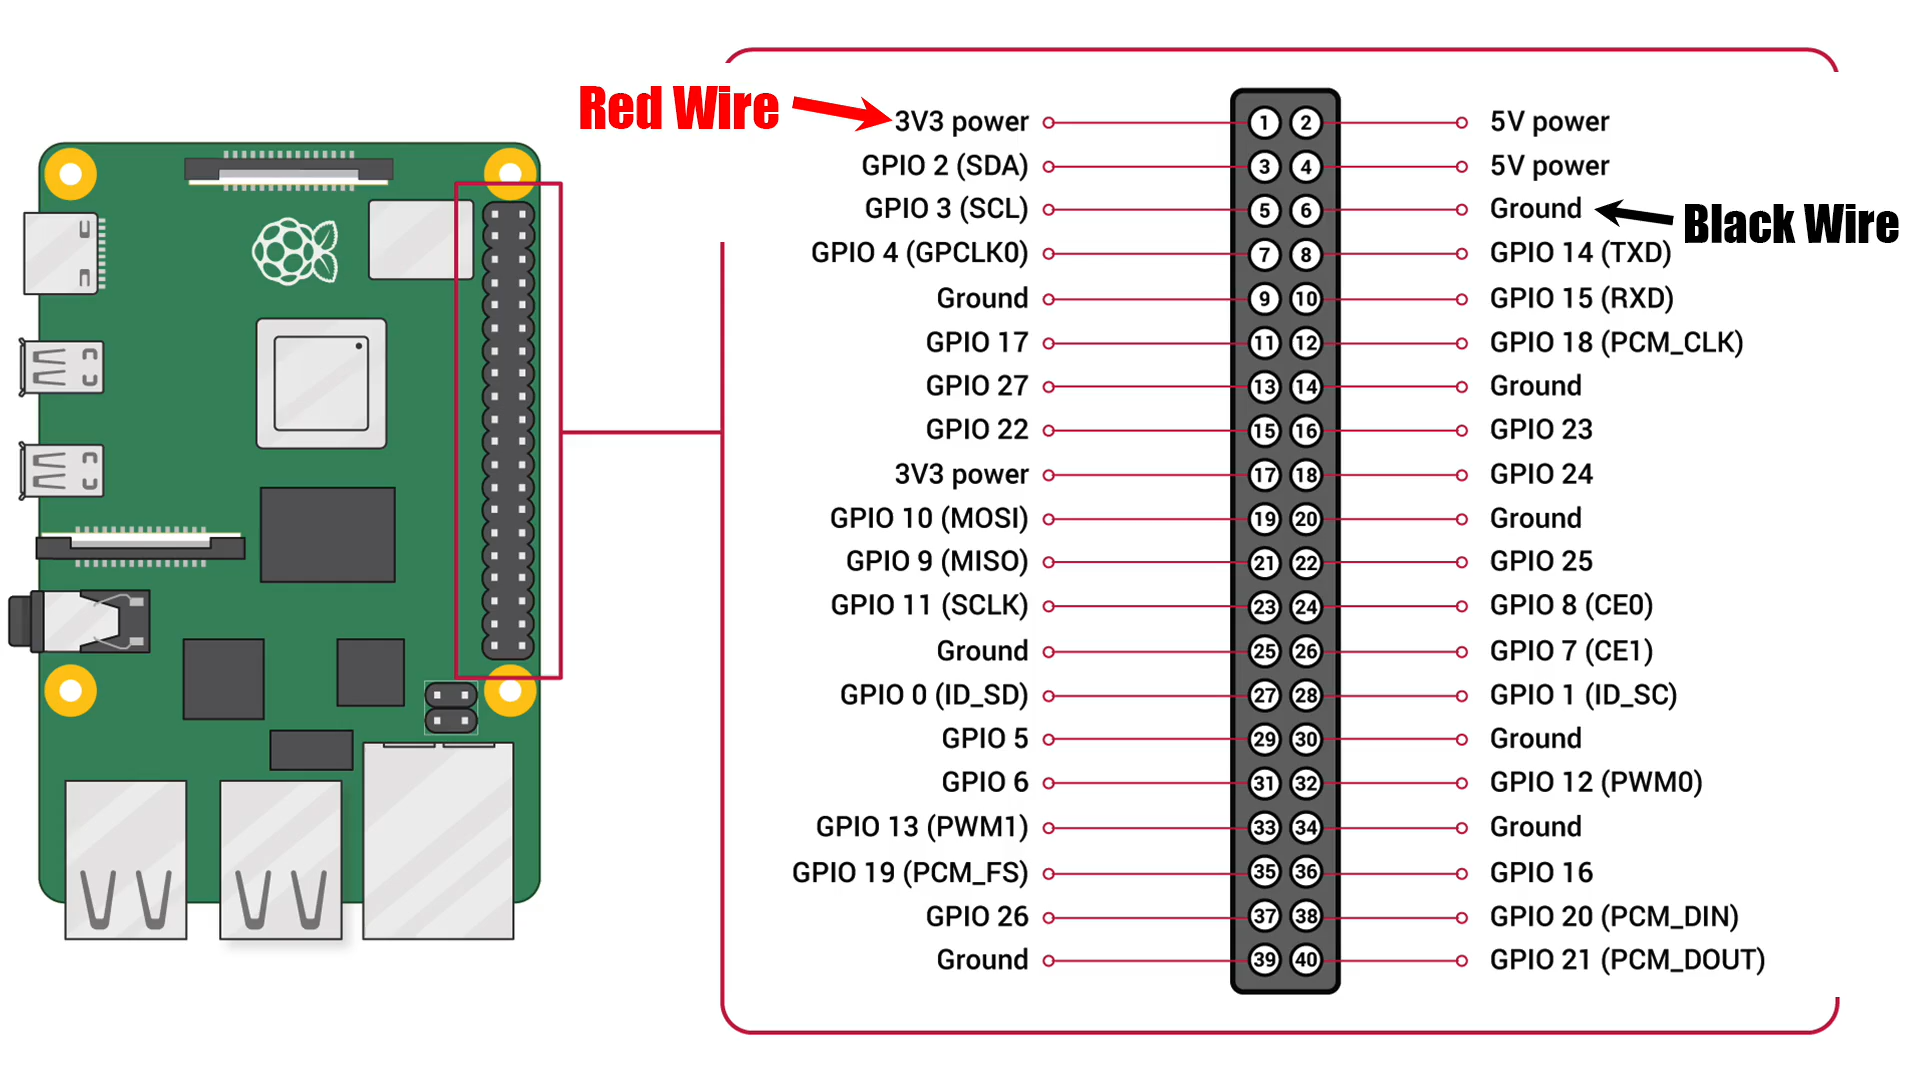 Red Wire
3V3 power 1 2 5V power
GPIO 2 (SDA) 3 4 5V power
GPIO 3 (SCL) 5 6 Ground
Black Wire
GPIO 4 (GPCLK0) 7 8 GPIO 14 (TXD)
Ground 9 10 GPIO 15 (RXD)
GPIO 17 11 12 GPIO 18 (PCM_CLK)
GPIO 27 13 14 Ground
GPIO 22 15 16 GPIO 23
3V3 power 17 18 GPIO 24
GPIO 10 (MOSI) 19 20 Ground
GPIO 9 (MISO) 21 22 GPIO 25
GPIO 11 (SCLK) 23 24 GPIO 8 (CE0)
Ground 25 26 GPIO 7 (CE1)
GPIO 0 (ID_SD) 27 28 GPIO 1 (ID_SC)
GPIO 5 29 30 Ground
GPIO 6 31 32 GPIO 12 (PWM0)
GPIO 13 (PWM1) 33 34 Ground
GPIO 19 (PCM_FS) 35 36 GPIO 16
GPIO 26 37 38 GPIO 20 (PCM_DIN)
Ground 39 40 GPIO 21 (PCM_DOUT)